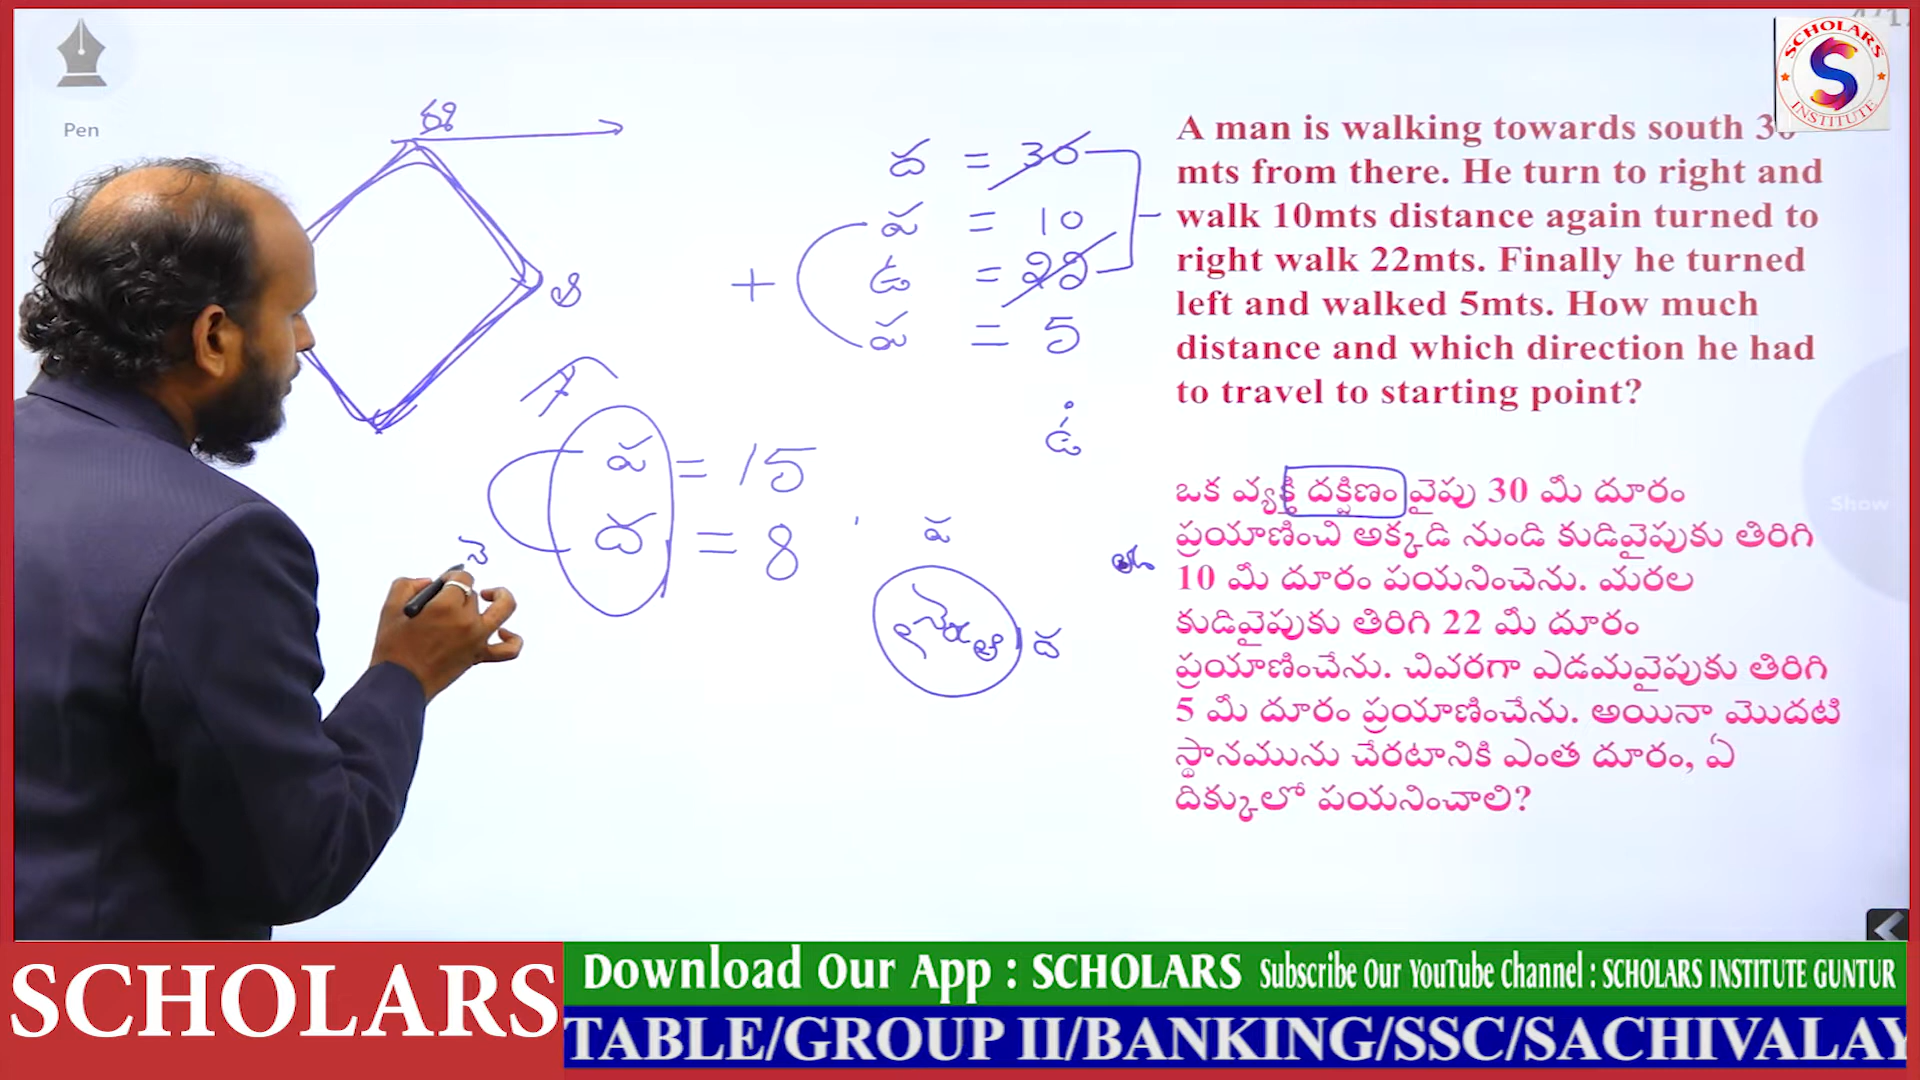 Pen
SCHOLARS
S
INSTITUTE
A man is walking towards south 30
mts from there. He turn to right and
walk 10mts distance again turned to
right walk 22mts. Finally he turned
left and walked 5mts. How much
distance and which direction he had
to travel to starting point?
ద = 30
ప = 10
ఉ = 22
ప = 5
+
ఉ
ప = 15
ద = 8
ప
ద
ఒక వ్యక్తి దక్షిణం వైపు 30 మీ దూరం
ప్రయాణించి అక్కడి నుండి కుడివైపుకు తిరిగి
10 మీ దూరం పయనించెను. మరల
కుడివైపుకు తిరిగి 22 మీ దూరం
ప్రయాణించేను. చివరగా ఎడమవైపుకు తిరిగి
5 మీ దూరం ప్రయాణించేను. అయినా మొదటి
స్థానమును చేరటానికి ఎంత దూరం, ఏ
దిక్కులో పయనించాలి?
Show
SCHOLARS
Download Our App : SCHOLARS Subscribe Our YouTube Channel : SCHOLARS INSTITUTE GUNTUR
TABLE/GROUP II/BANKING/SSC/SACHIVALAY